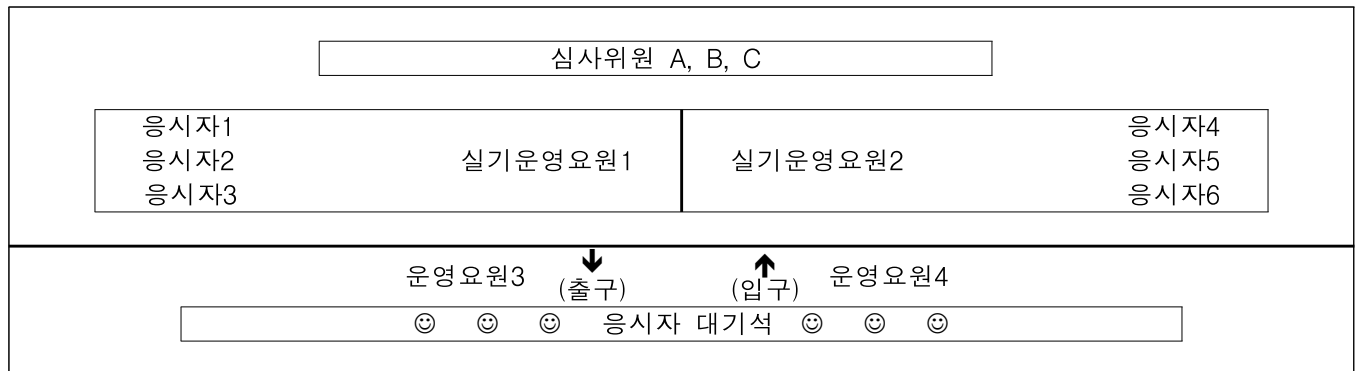 심사위원 A, B, C
응시자1 응시자4
응시자2 실기운영요원1 실기운영요원2 응시자5
응시자3 응시자6
운영요원3 (출구) (입구) 운영요원4
응시자 대기석